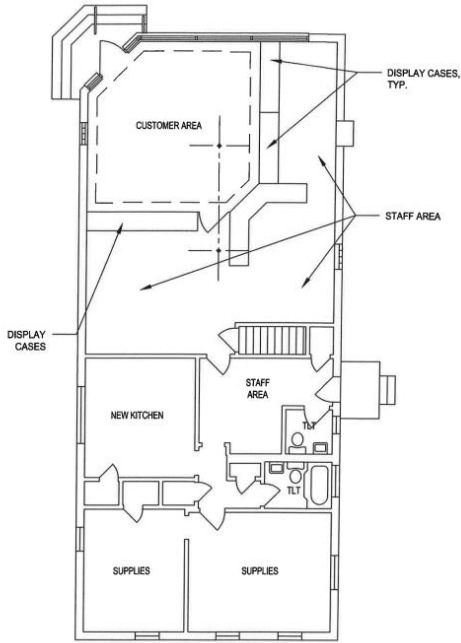 DISPLAY CASES,
TYP.
CUSTOMER AREA
STAFF AREA
DISPLAY
CASES
STAFF
AREA
NEW KITCHEN
TLT
TLT
SUPPLIES
SUPPLIES